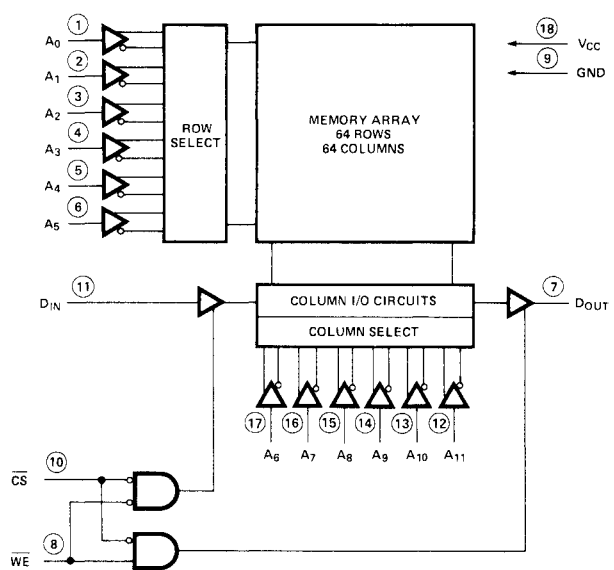 1
A0
2
A1
3
A2
4
A3
5
A4
6
A5
ROW
SELECT
MEMORY ARRAY
64 ROWS
64 COLUMNS
18
VCC
9
GND
11
DIN
COLUMN I/O CIRCUITS
COLUMN SELECT
7
DOUT
17 16 15 14 13 12
A6 A7 A8 A9 A10 A11
10
CS
8
WE